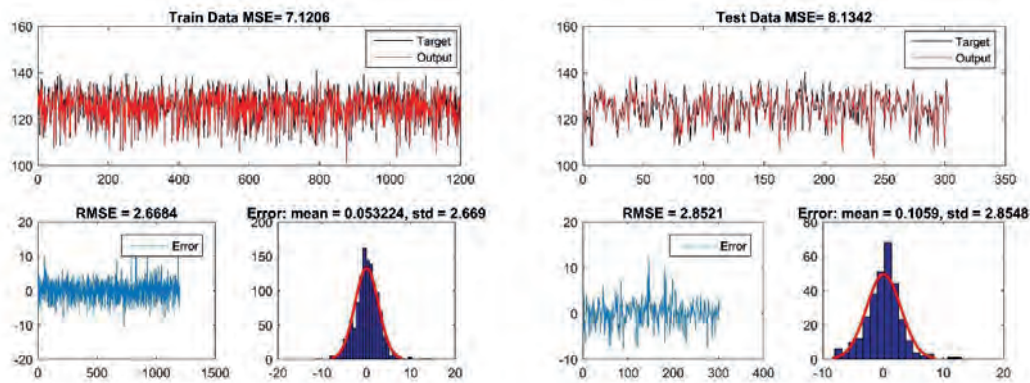 Train Data MSE= 7.1206
160
140
120
100
Target
Output
0 200 400 600 800 1000 1200
Test Data MSE= 8.1342
160
140
120
100
Target
Output
0 50 100 150 200 250 300 350
RMSE = 2.6684
20
10
0
-10
-20
Error
0 500 1000 1500
Error: mean = 0.053224, std = 2.669
200
150
100
50
0
-20 -10 0 10 20
RMSE = 2.8521
20
10
0
-10
Error
0 100 200 300 400
Error: mean = 0.1059, std = 2.8548
80
60
40
20
0
-10 0 10 20